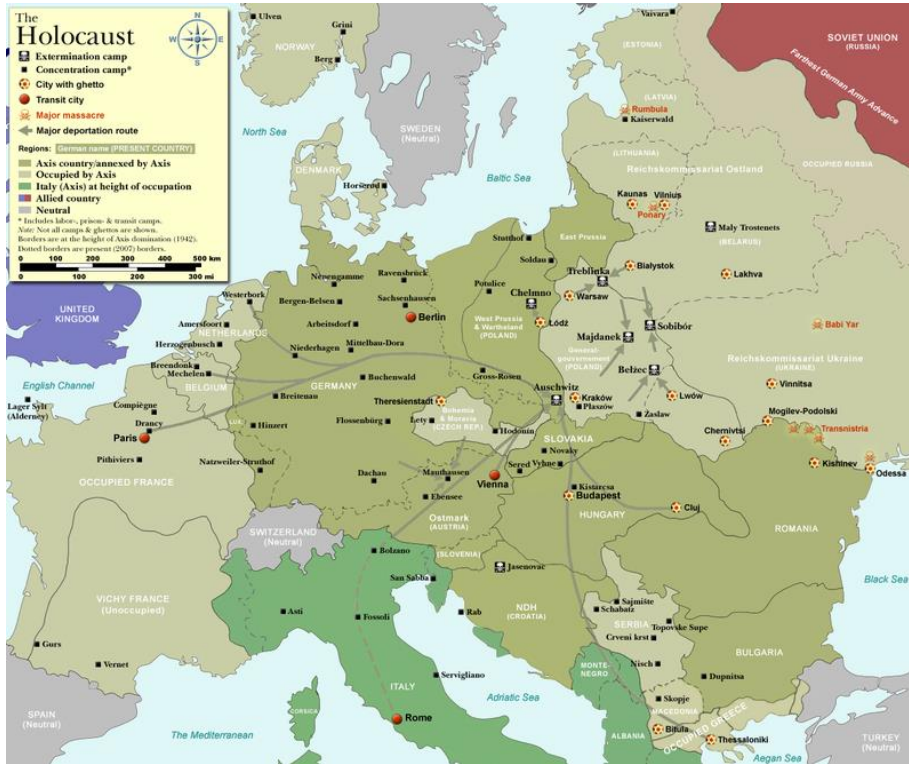 The
Holocaust
N
W
E
S
Extermination camp
Concentration camp*
City with ghetto
Transit city
Major massacre
Major deportation route
Regions: German name (PRESENT COUNTRY)
Axis country/annexed by Axis
Occupied by Axis
Italy (Axis) at height of occupation
Allied country
Neutral
* Includes labor-, prison- & transit camps.
Note: Not all camps & ghettos are shown.
Borders are at the height of Axis domination (1942).
Dotted borders are present (2007) borders.
100
200
300
400
500 km
100
200
300 mi
Ulven
Grini
NORWAY
Berg
Vaivara
(ESTONIA)
SOVIET UNION
(RUSSIA)
Farthest German Army Advance
North Sea
SWEDEN
(Neutral)
Rumbula
(LATVIA)
Kaiserwald
OCCUPIED RUSSIA
DENMARK
Horserød
Baltic Sea
(LITHUANIA)
Reichskommissariat Ostland
Kaunas
Vilnius
Ponary
Maly Trostenets
(BELARUS)
Stutthof
East Prussia
Soldau
Treblinka
Białystok
Lakhva
UNITED
KINGDOM
Westerbork
Neuengamme
Ravensbrück
Bergen-Belsen
Sachsenhausen
Potulice
Chełmno
Warsaw
Amersfoort
NETHERLANDS
Arbeitsdorf
Berlin
West Prussia
& Wartheland
(POLAND)
Łódź
Majdanek
Sobibór
Babi Yar
Herzogenbusch
Niederhagen
Mittelbau-Dora
General-
gouvernement
(POLAND)
Reichskommissariat Ukraine
(UKRAINE)
English Channel
Breendonk
Mechelen
BELGIUM
GERMANY
Buchenwald
Gross-Rosen
Auschwitz
Bełżec
Vinnitsa
Lager Sylt
(Alderney)
Compiègne
Breitenau
Theresienstadt
Kraków
Płaszów
Lwów
Mogilev-Podolski
Drancy
LUX.
Hinzert
Flossenbürg
Lety
Bohemia
& Moravia
(CZECH REP.)
Hodonín
Żasław
Chernivtsi
Transnistria
Paris
Pithiviers
Natzweiler-Struthof
SLOVAKIA
Novaky
Sered
Vyhne
Kishinev
Odessa
OCCUPIED FRANCE
Dachau
Mauthausen
Vienna
Ebensee
Kistarcsa
Budapest
Cluj
SWITZERLAND
(Neutral)
Ostmark
(AUSTRIA)
HUNGARY
ROMANIA
Bolzano
(SLOVENIA)
Jasenovac
VICHY FRANCE
(Unoccupied)
San Sabba
Black Sea
Asti
Fossoli
Rab
NDH
(CROATIA)
Sajmište
Schabatz
SERBIA
Topovske Supe
Crveni krst
Gurs
Vernet
Nisch
BULGARIA
Servigliano
MONTE-
NEGRO
Dupnitsa
SPAIN
(Neutral)
ITALY
Adriatic Sea
Skopje
MACEDONIA
CORSICA
The Mediterranean
Rome
ALBANIA
Bitula
OCCUPIED GREECE
Thessaloniki
Aegean Sea
TURKEY
(Neutral)